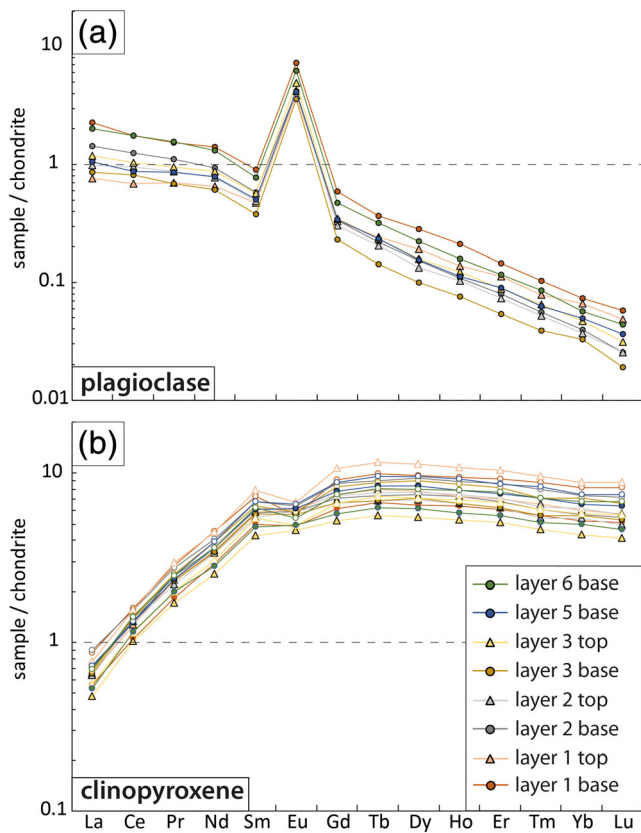 (a)
10
1
0.1
0.01
sample / chondrite
plagioclase
(b)
10
1
0.1
sample / chondrite
clinopyroxene
layer 6 base
layer 5 base
layer 3 top
layer 3 base
layer 2 top
layer 2 base
layer 1 top
layer 1 base
La Ce Pr Nd Sm Eu Gd Tb Dy Ho Er Tm Yb Lu